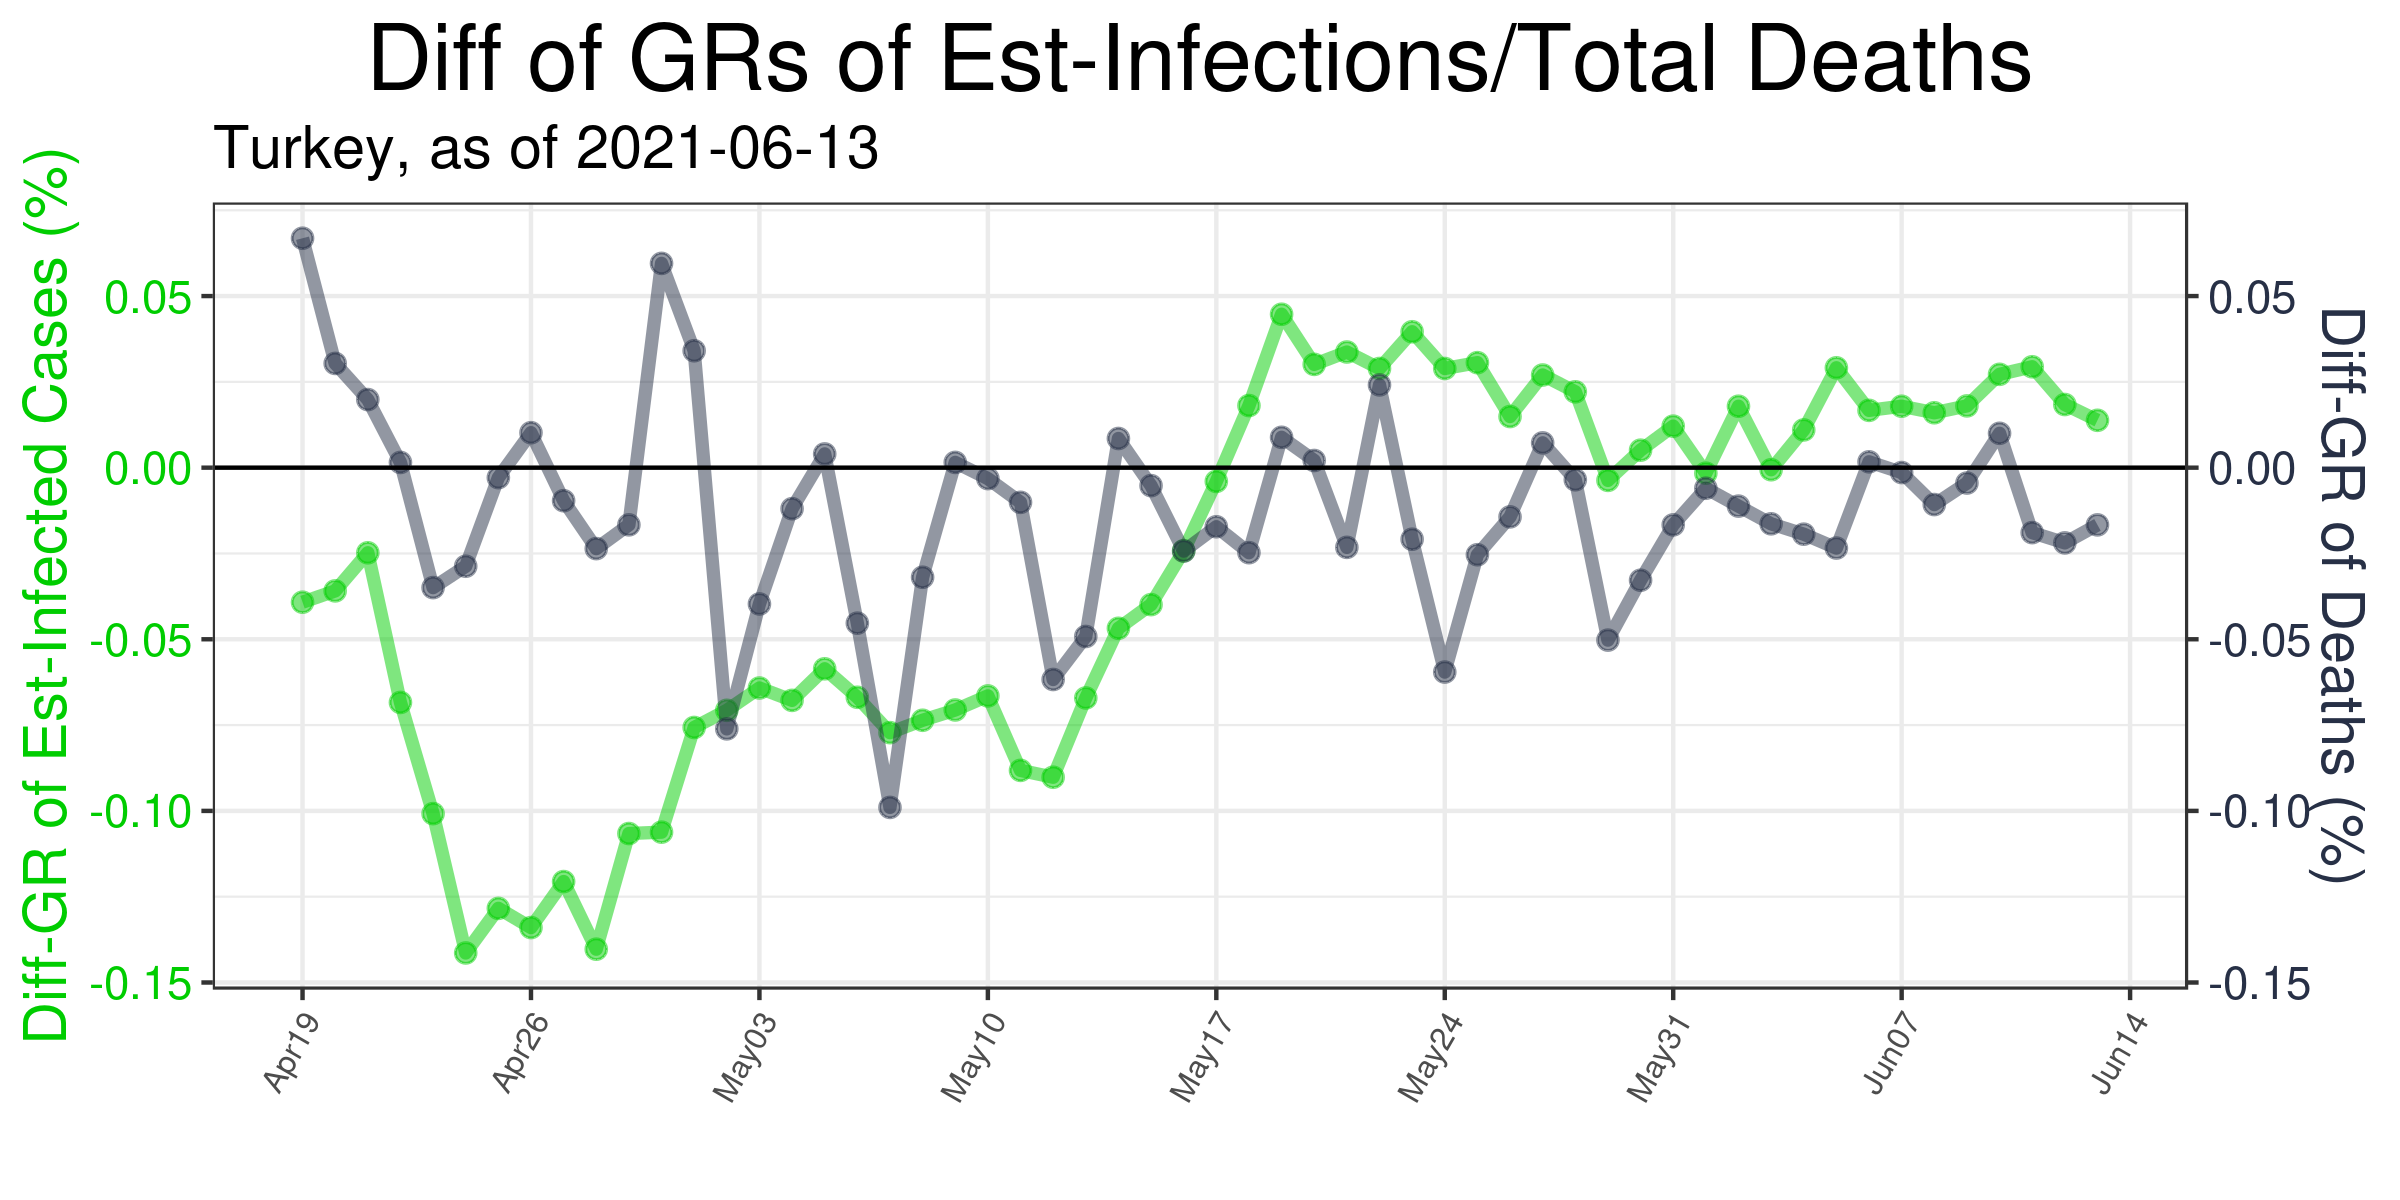 Diff of GRs of Est-Infections/Total Deaths
Turkey, as of 2021-06-13
Diff-GR of Est-Infected Cases (%)
0.05
0.00
-0.05
-0.10
-0.15
0.05
0.00
-0.05
-0.10
-0.15
Diff-GR of Deaths (%)
Apr19
Apr26
May03
May10
May17
May24
May31
Jun07
Jun14